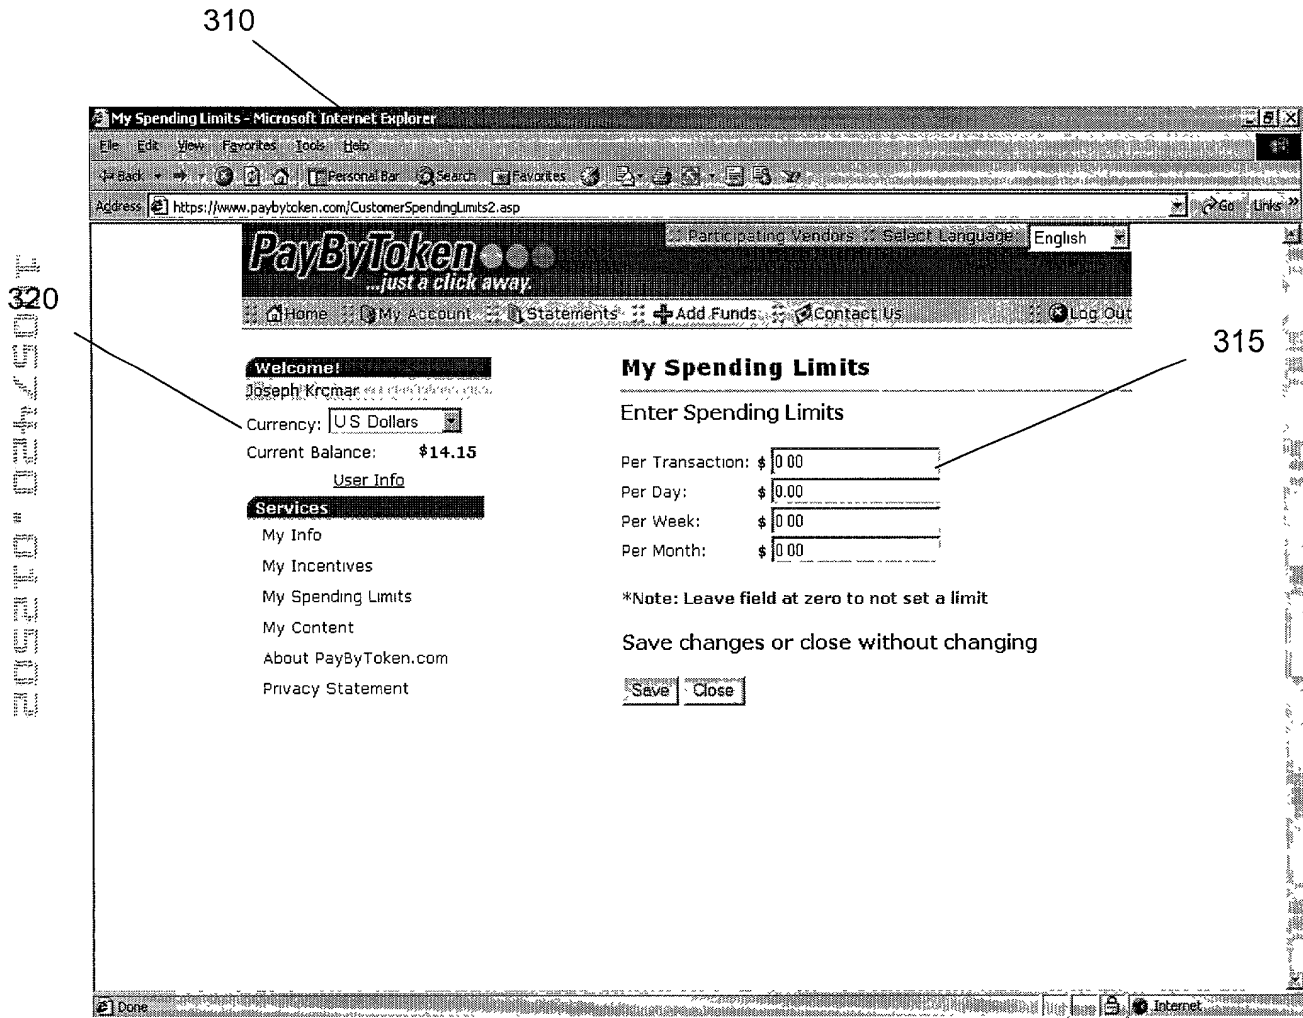 310
My Spending Limits - Microsoft Internet Explorer
File Edit View Favorites Tools Help
Back Personal Bar Search Favorites
Address https://www.paybytoken.com/CustomerSpendingLimits2.asp Go Links »
PayByToken
...just a click away.
:: Participating Vendors :: Select Language English
:: Home :: My Account :: Statements :: Add Funds :: Contact Us :: Log Out
320
315
Welcome!
Joseph Krcmar
Currency: US Dollars
Current Balance: $14.15
User Info
Services
My Info
My Incentives
My Spending Limits
My Content
About PayByToken.com
Privacy Statement
My Spending Limits
Enter Spending Limits
Per Transaction: $ 0 00
Per Day: $ 0.00
Per Week: $ 0 00
Per Month: $ 0 00
*Note: Leave field at zero to not set a limit
Save changes or close without changing
Save Close
Done Internet